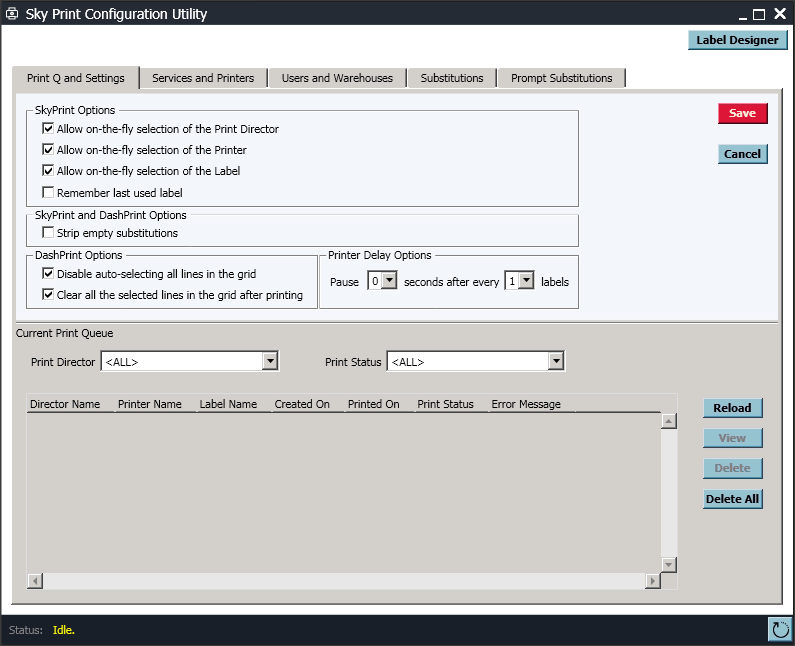 Sky Print Configuration Utility
Label Designer
Print Q and Settings
Services and Printers
Users and Warehouses
Substitutions
Prompt Substitutions
SkyPrint Options
Allow on-the-fly selection of the Print Director
Allow on-the-fly selection of the Printer
Allow on-the-fly selection of the Label
Remember last used label
Save
Cancel
SkyPrint and DashPrint Options
Strip empty substitutions
DashPrint Options
Disable auto-selecting all lines in the grid
Clear all the selected lines in the grid after printing
Printer Delay Options
Pause 0 seconds after every 1 labels
Current Print Queue
Print Director <ALL>
Print Status <ALL>
Director Name Printer Name Label Name Created On Printed On Print Status Error Message
Reload
View
Delete
Delete All
Status: Idle.